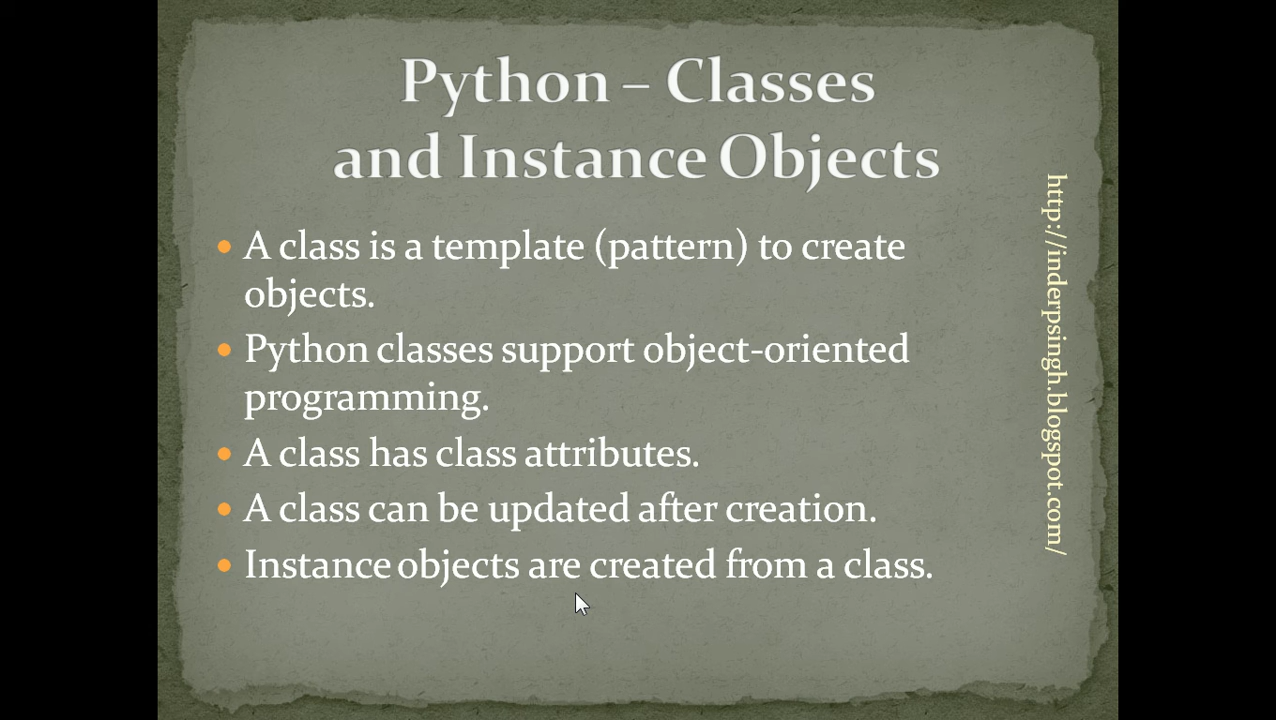 Python – Classes
and Instance Objects
A class is a template (pattern) to create
objects.
Python classes support object-oriented
programming.
A class has class attributes.
A class can be updated after creation.
Instance objects are created from a class.
http://inderpsingh.blogspot.com/